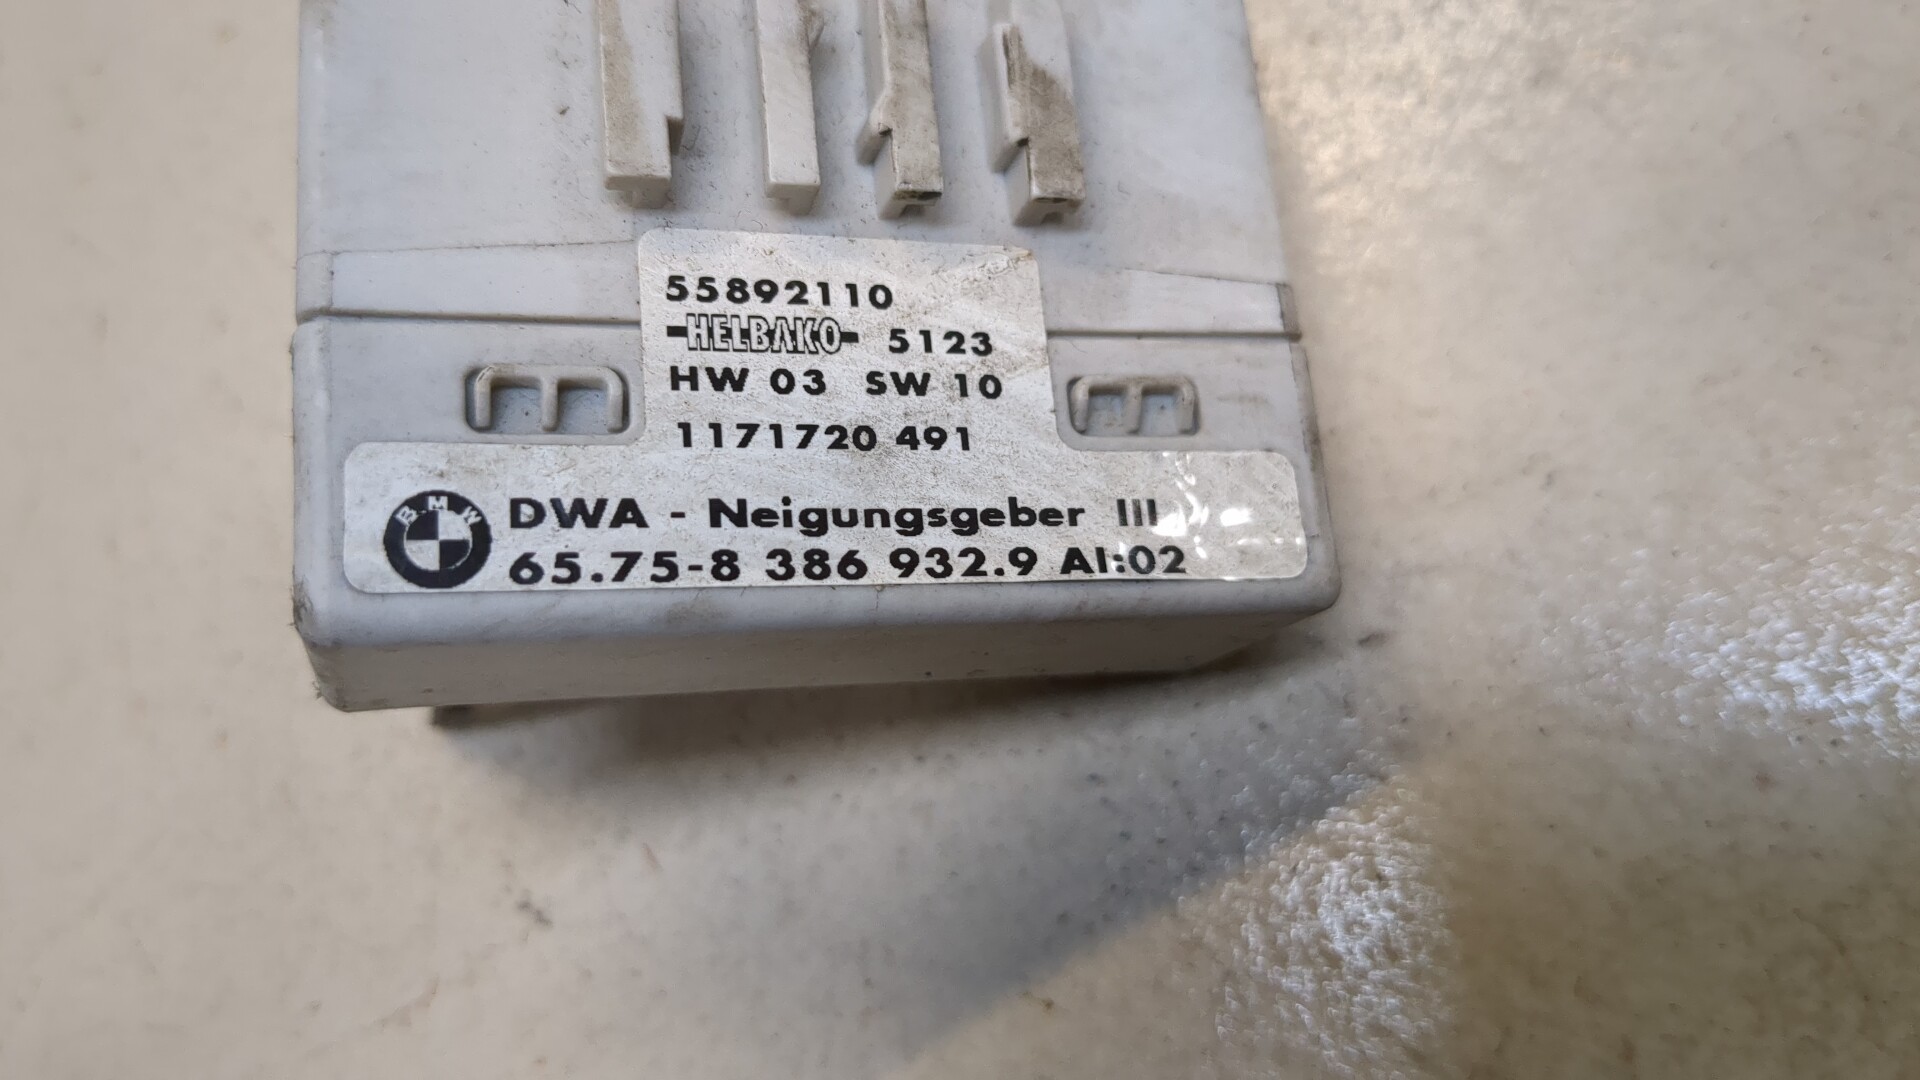 55892110
HELBAKO 5123
HW 03 SW 10
1171720 491
BMW
DWA - Neigungsgeber III
65.75-8 386 932.9 AI:02